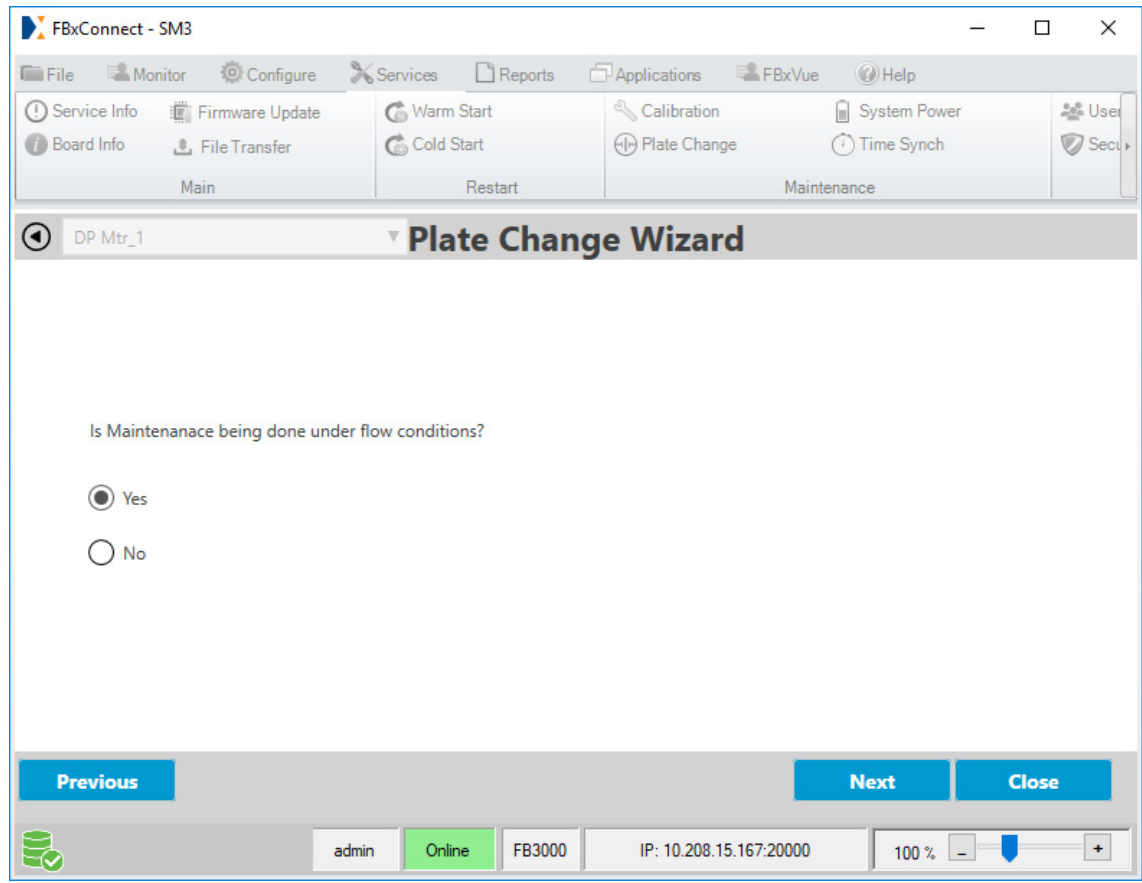 FBxConnect - SM3
File Monitor Configure Services Reports Applications FBxVue Help
Service Info Firmware Update Warm Start Calibration System Power User
Board Info File Transfer Cold Start Plate Change Time Synch Secu
Main Restart Maintenance
DP Mtr_1 Plate Change Wizard
Is Maintenanace being done under flow conditions?
Yes
No
Previous Next Close
admin Online FB3000 IP: 10.208.15.167:20000 100 % - +